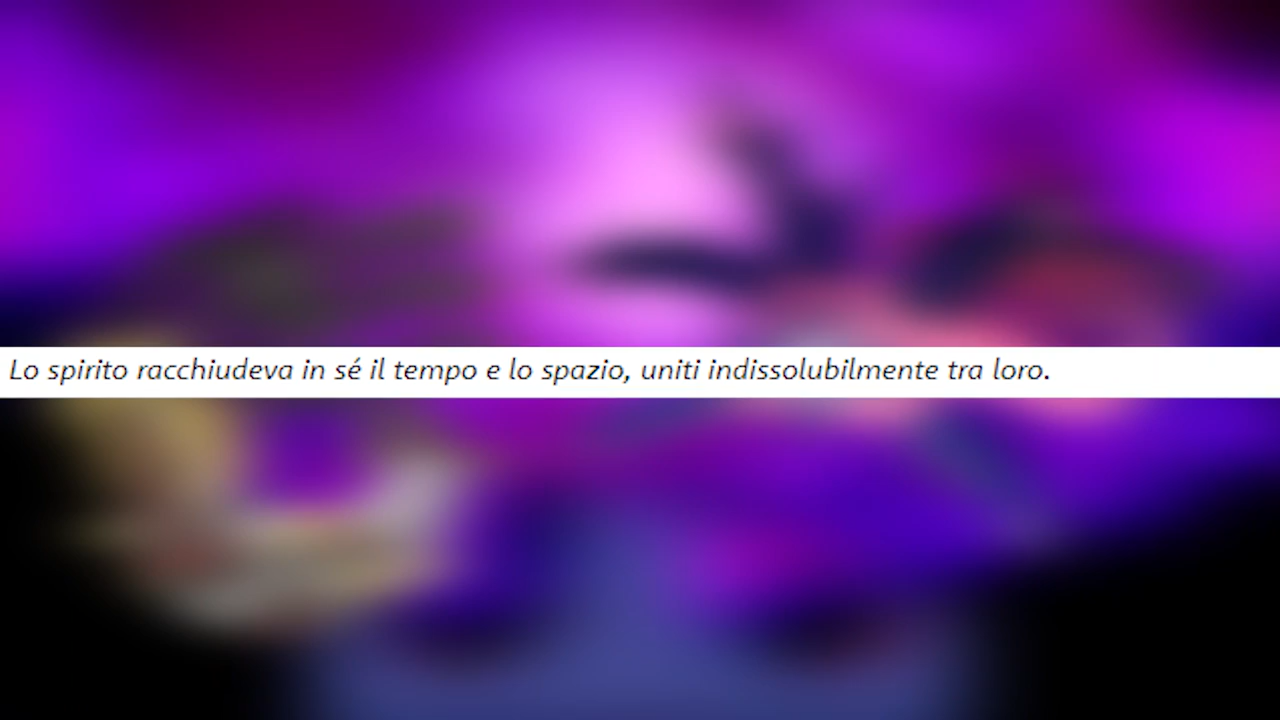 Lo spirito racchiudeva in sé il tempo e lo spazio, uniti indissolubilmente tra loro.